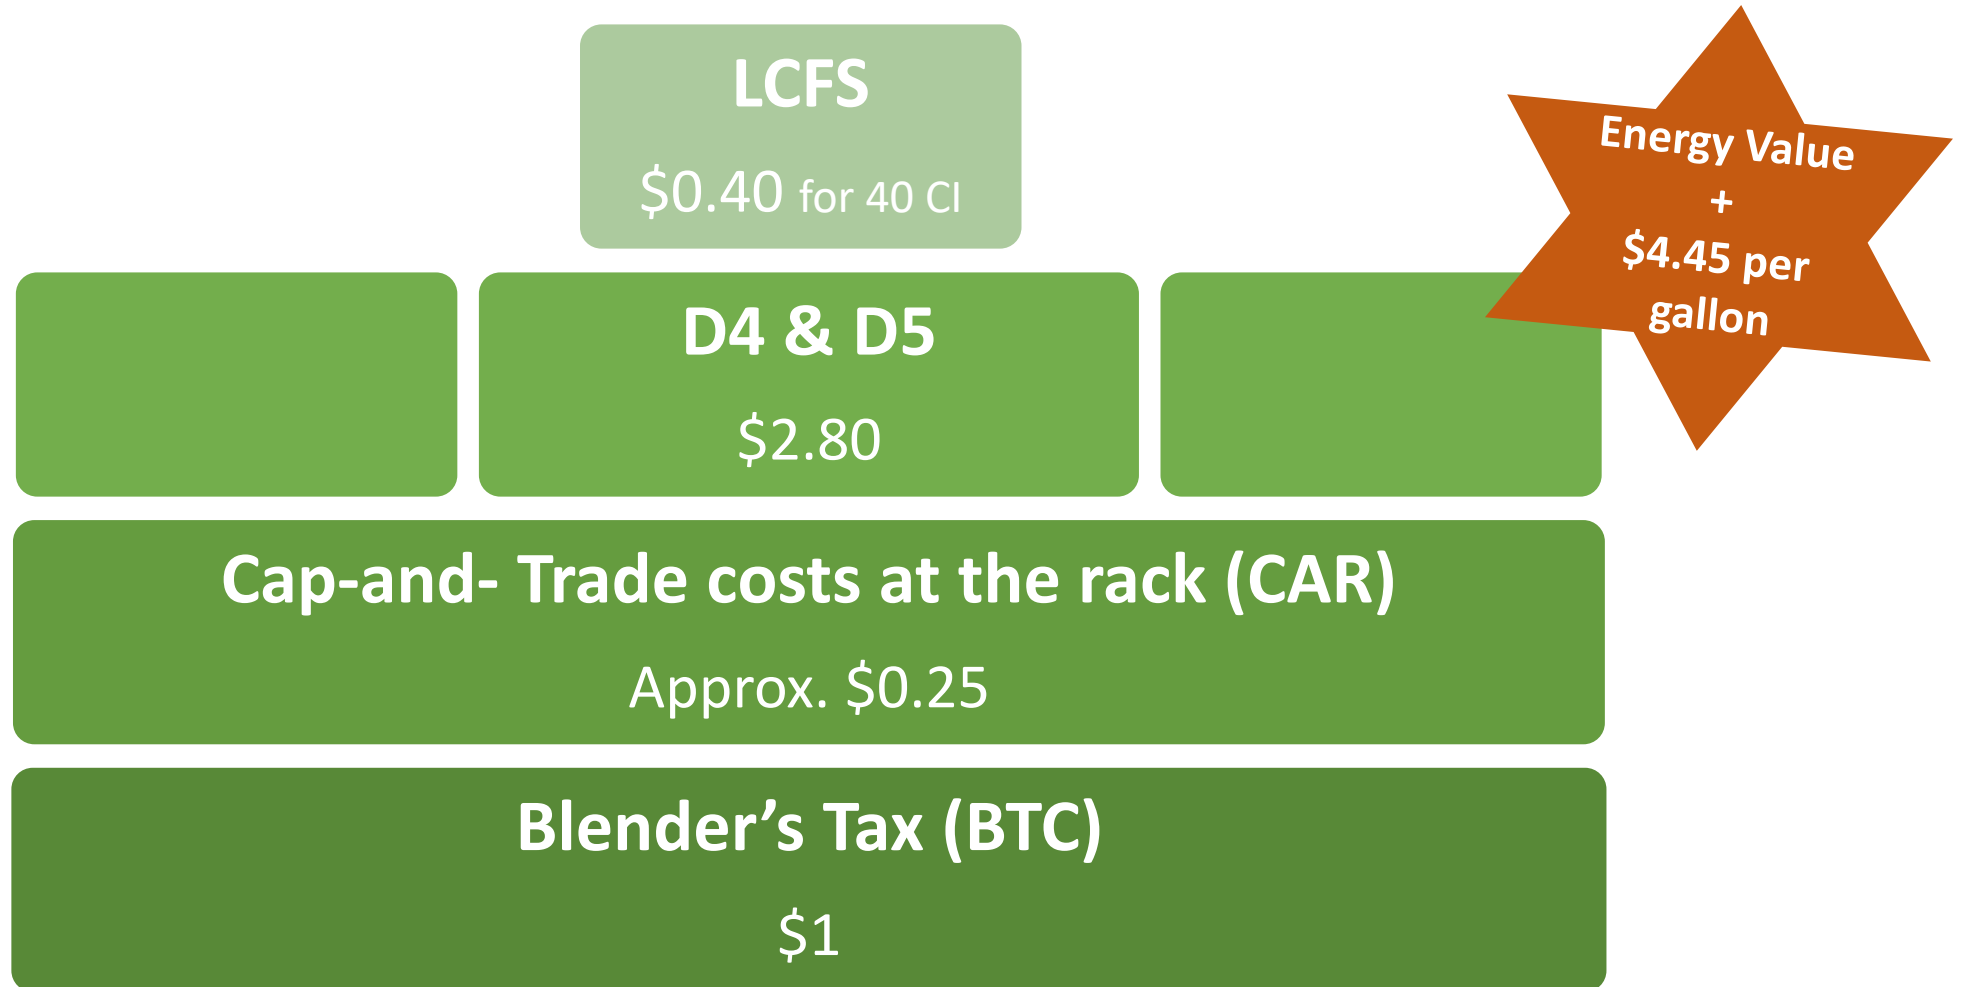 LCFS
$0.40 for 40 CI
Energy Value
+
$4.45 per
gallon
D4 & D5
$2.80
Cap-and- Trade costs at the rack (CAR)
Approx. $0.25
Blender’s Tax (BTC)
$1